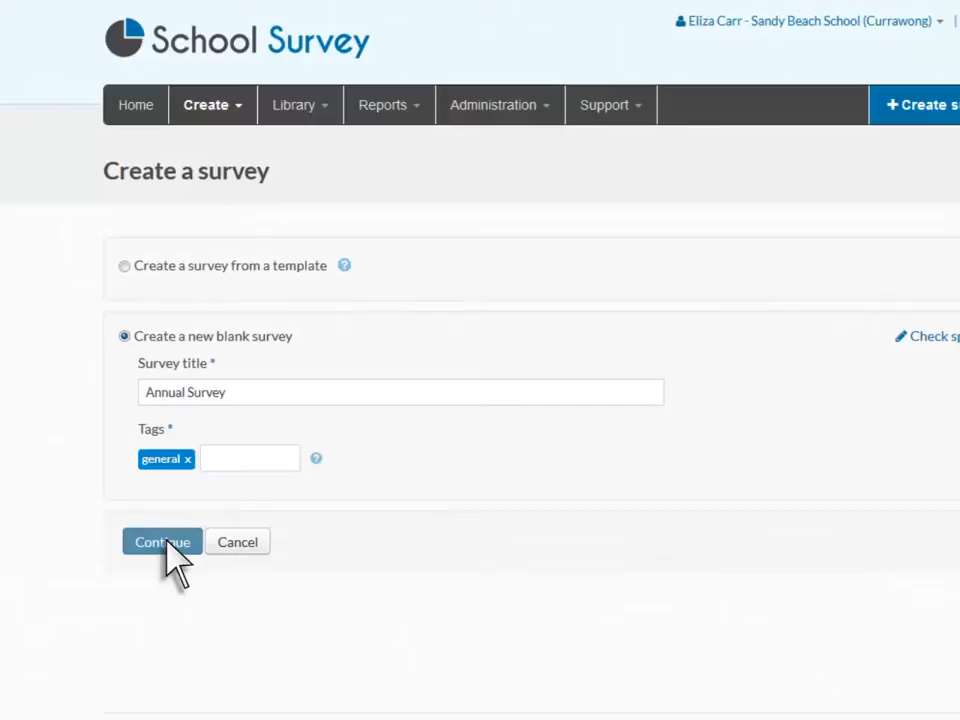 School Survey
Eliza Carr - Sandy Beach School (Currawong)
Home Create Library Reports Administration Support + Create
Create a survey
Create a survey from a template ?
Create a new blank survey
Check
Survey title *
Annual Survey
Tags *
general x ?
Continue Cancel